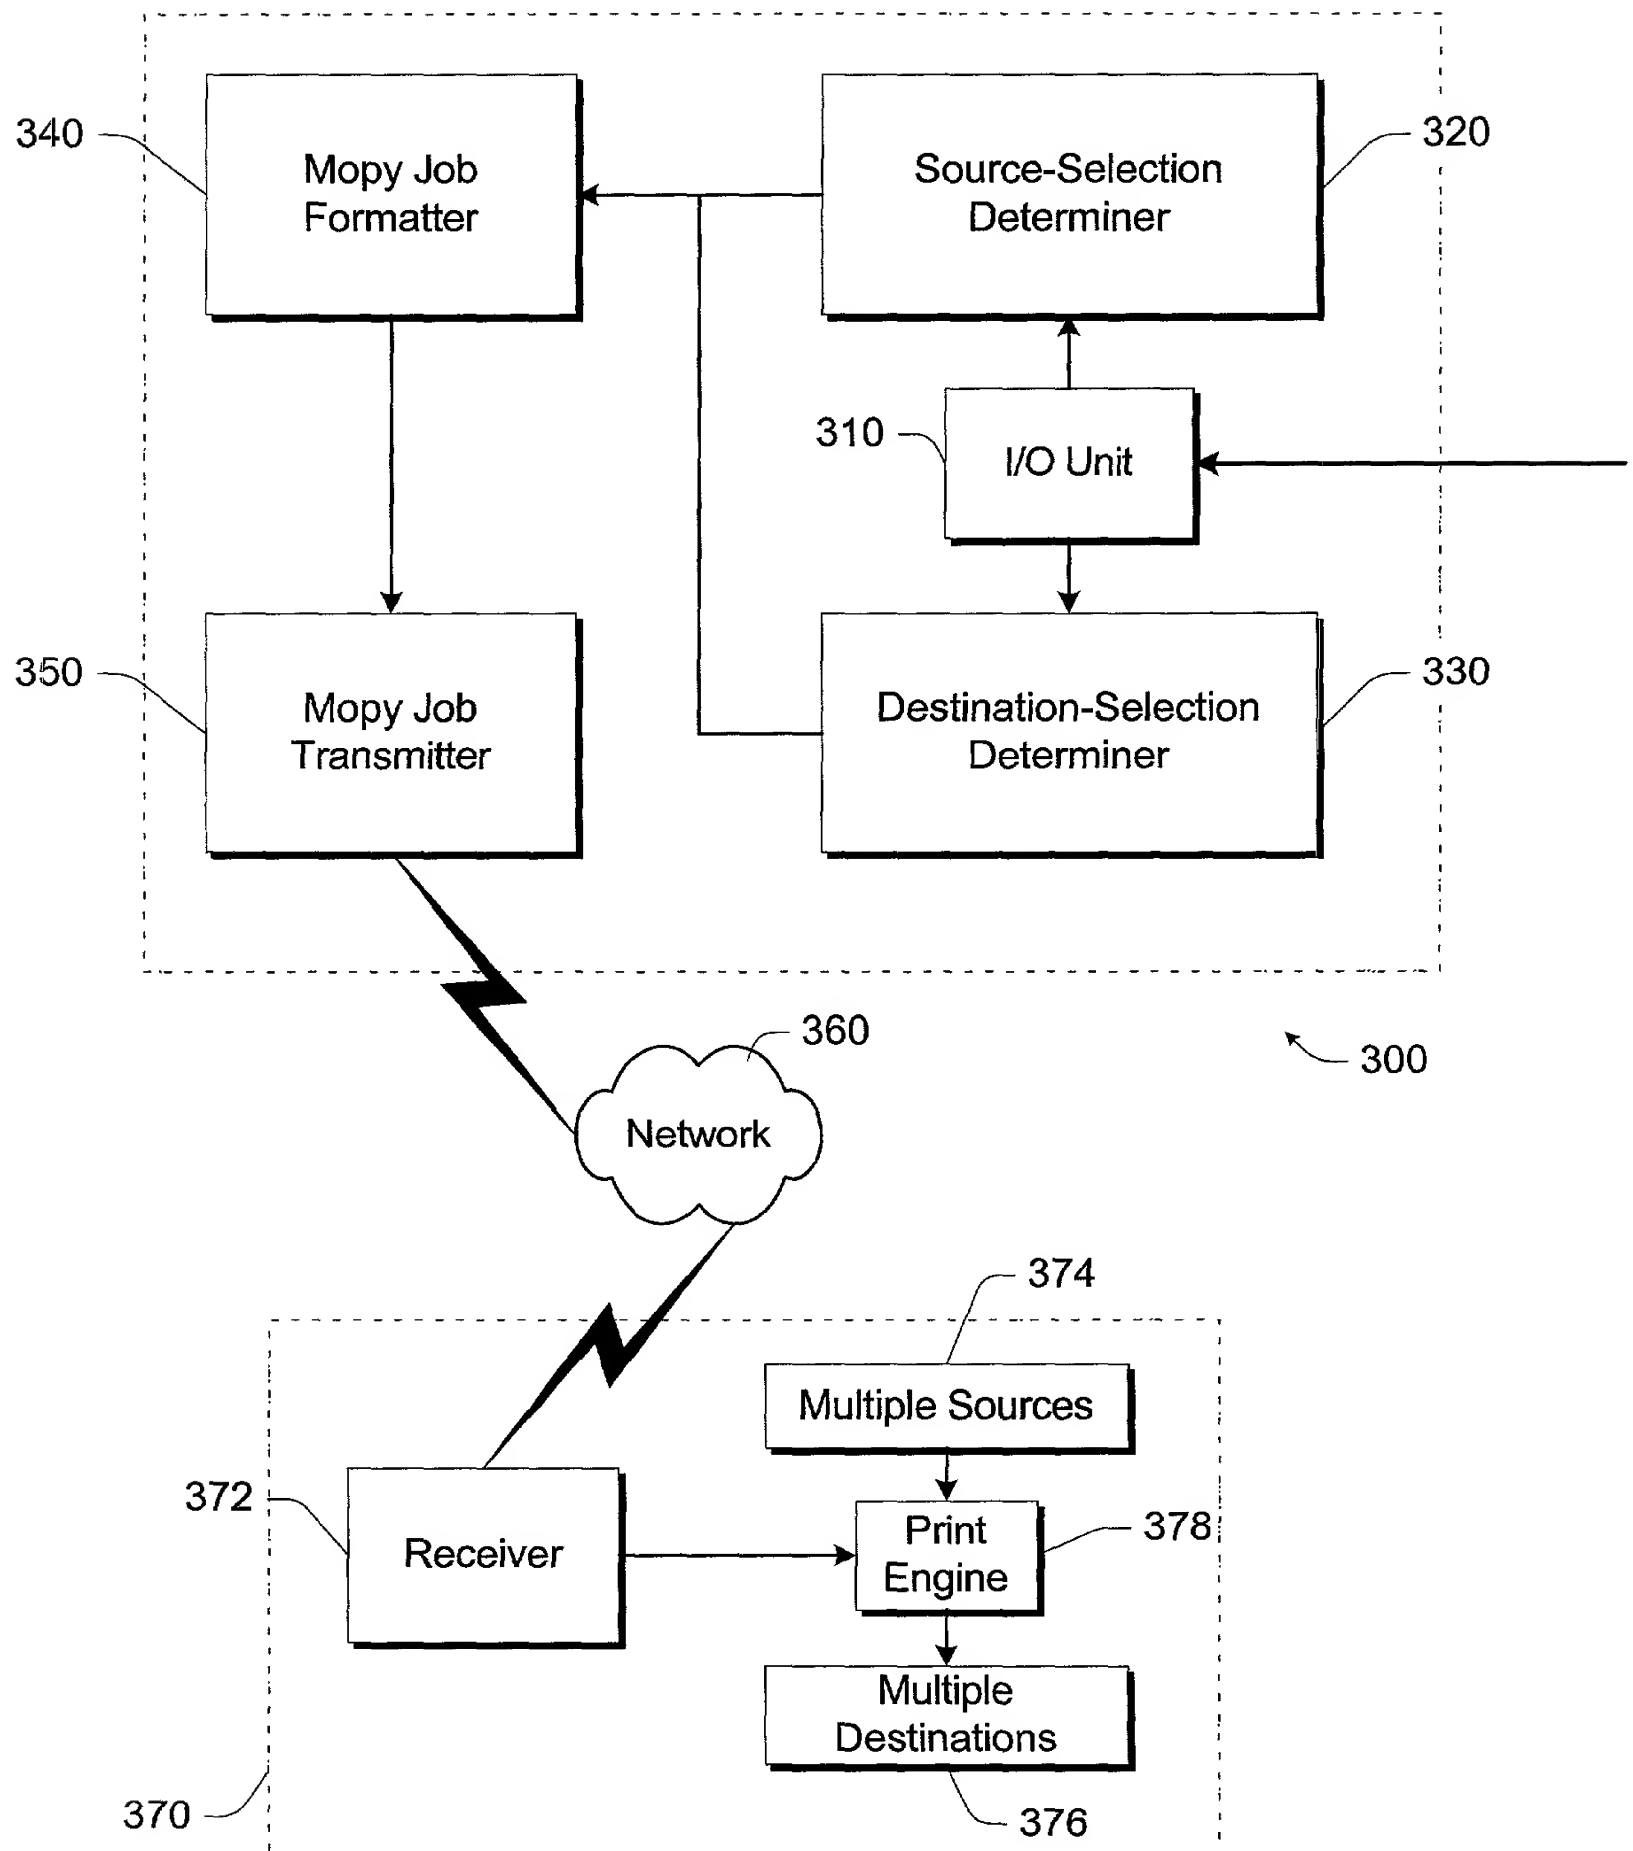 340
Mopy Job
Formatter
Source-Selection
Determiner
320
310
I/O Unit
350
Mopy Job
Transmitter
Destination-Selection
Determiner
330
360
Network
300
374
Multiple Sources
372
Receiver
Print
Engine
378
Multiple
Destinations
370
376